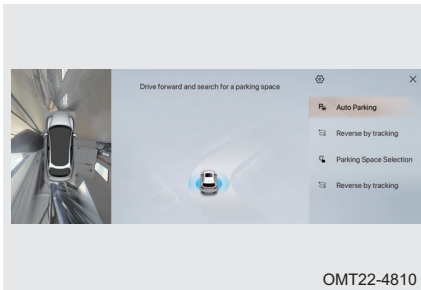 Drive forward and search for a parking space
Auto Parking
Reverse by tracking
Parking Space Selection
Reverse by tracking
OMT22-4810